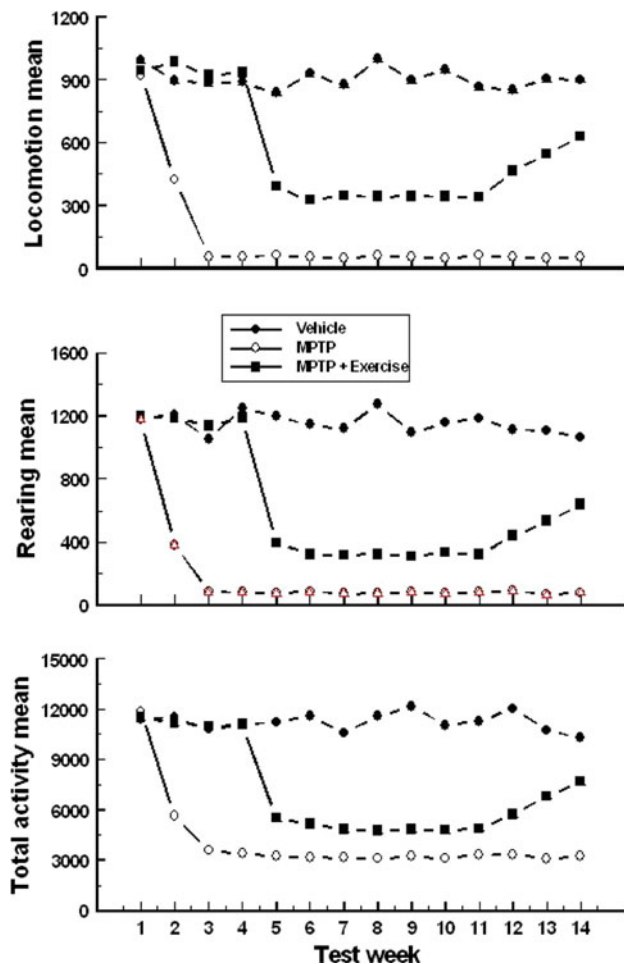 1200
900
600
300
0
Locomotion mean
Vehicle
MPTP
MPTP + Exercise
1600
1200
800
400
0
Rearing mean
15000
12000
9000
6000
3000
0
Total activity mean
1 2 3 4 5 6 7 8 9 10 11 12 13 14
Test week